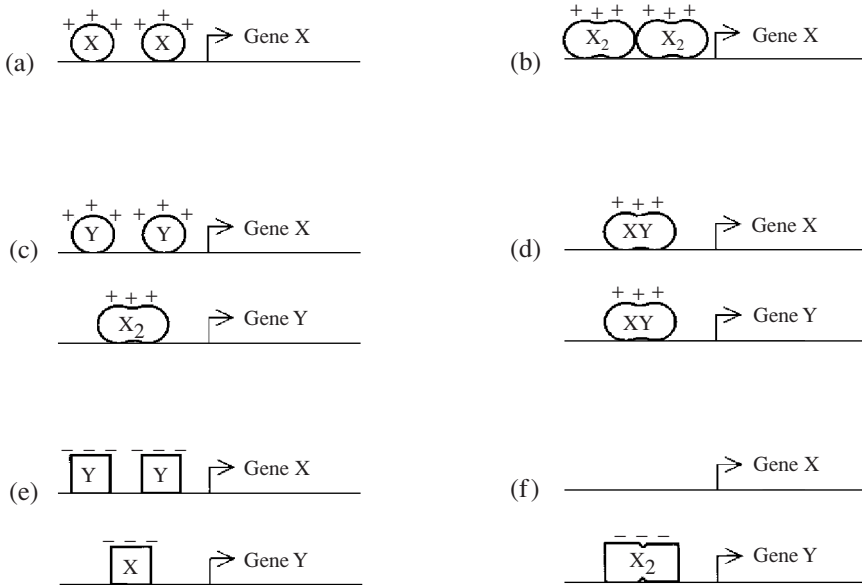 + + + + + +
X X Gene X
(a)
+ + + + + +
X₂ X₂ Gene X
(b)
+ + + + + +
Y Y Gene X
(c)
+ + +
X₂ Gene Y
+ + +
XY Gene X
(d)
+ + +
XY Gene Y
− − − − − −
Y Y Gene X
(e)
− − −
X Gene Y
Gene X
(f)
− − −
X₂ Gene Y